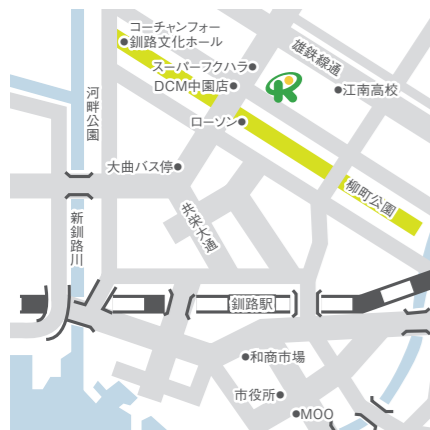 コーチャンフォー
釧路文化ホール
雄鉄線通
スーパーフクハラ
DCM中園店
江南高校
河畔公園
ローソン
大曲バス停
柳町公園
共栄大通
新釧路川
釧路駅
和商市場
市役所
MOO